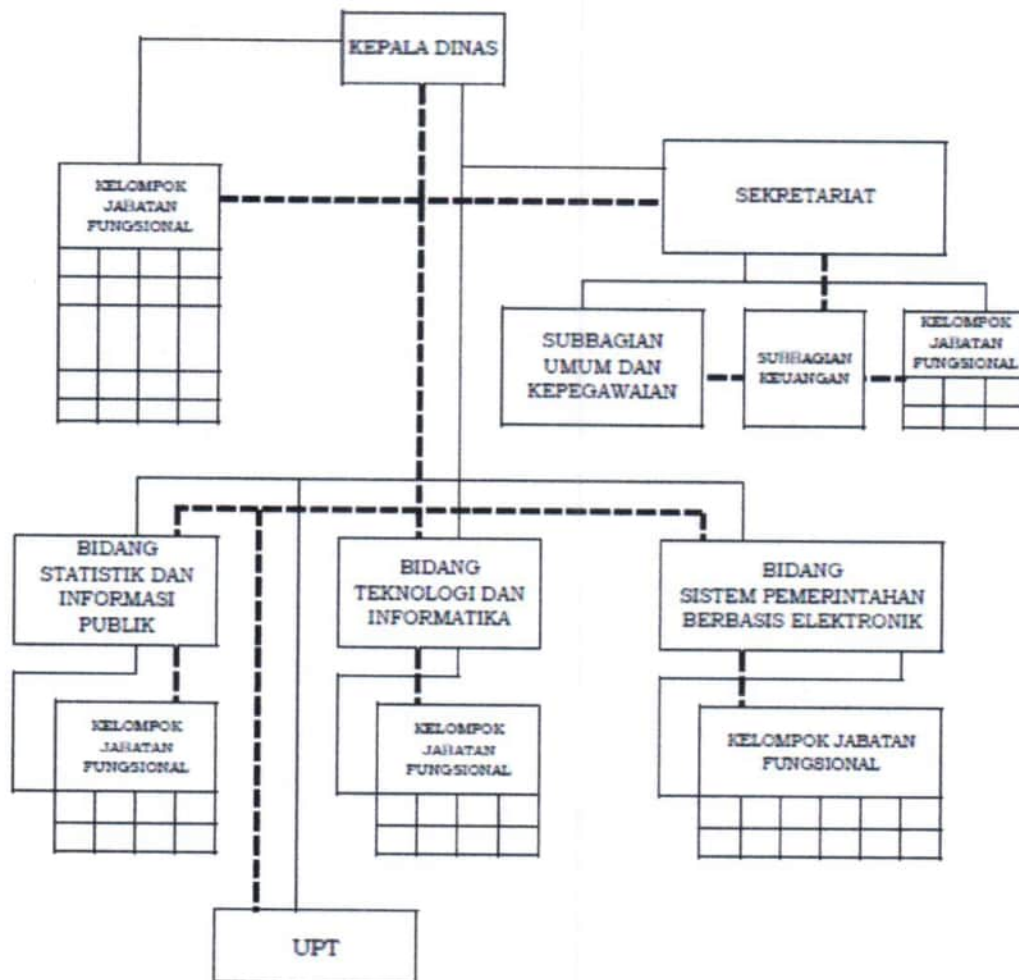 KEPALA DINAS
KELOMPOK
JABATAN
FUNGSIONAL
SEKRETARIAT
SUBBAGIAN
UMUM DAN
KEPEGAWAIAN
SUBBAGIAN
KEUANGAN
KELOMPOK
JABATAN
FUNGSIONAL
BIDANG
STATISTIK DAN
INFORMASI
PUBLIK
BIDANG
TEKNOLOGI DAN
INFORMATIKA
BIDANG
SISTEM PEMERINTAHAN
BERBASIS ELEKTRONIK
KELOMPOK
JABATAN
FUNGSIONAL
KELOMPOK
JABATAN
FUNGSIONAL
KELOMPOK JABATAN
FUNGSIONAL
UPT